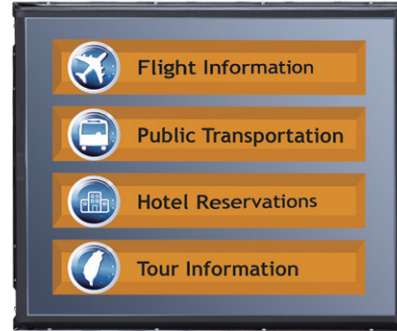 Flight Information
Public Transportation
Hotel Reservations
Tour Information